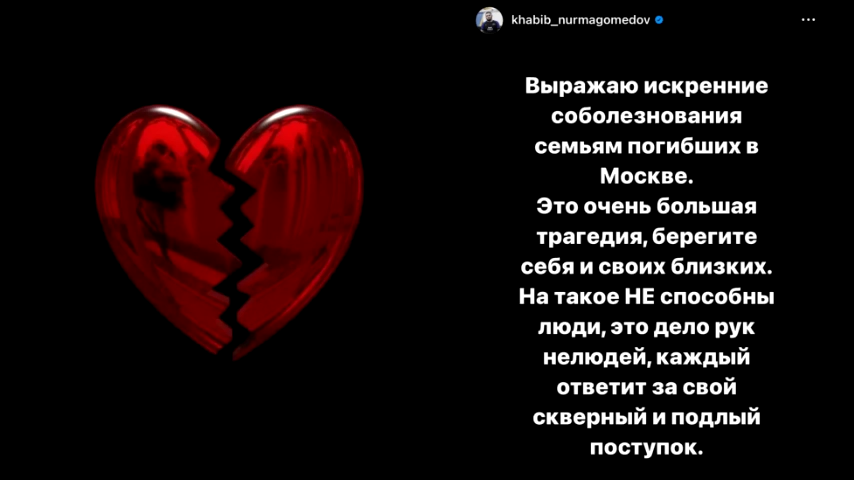 khabib_nurmagomedov
Выражаю искренние
соболезнования
семьям погибших в
Москве.
Это очень большая
трагедия, берегите
себя и своих близких.
На такое НЕ способны
люди, это дело рук
нелюдей, каждый
ответит за свой
скверный и подлый
поступок.